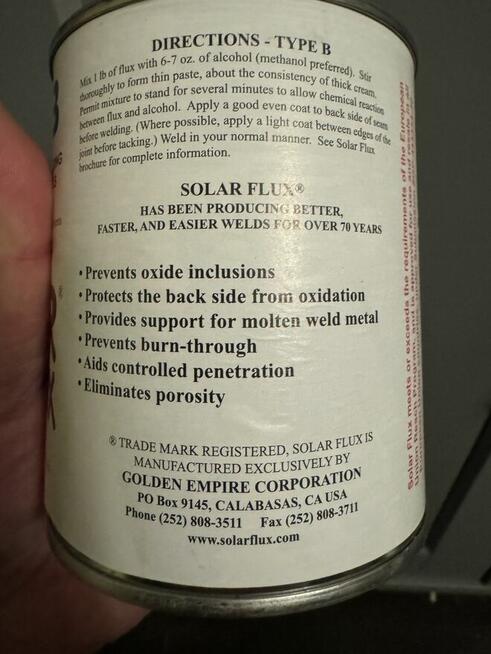 DIRECTIONS - TYPE B
Mix 1 lb of flux with 6-7 oz. of alcohol (methanol preferred). Stir
thoroughly to form thin paste, about the consistency of thick cream.
Permit mixture to stand for several minutes to allow chemical reaction
between flux and alcohol. Apply a good even coat to back side of seam
before welding. (Where possible, apply a light coat between edges of the
joint before tacking.) Weld in your normal manner. See Solar Flux
brochure for complete information.
SOLAR FLUX®
HAS BEEN PRODUCING BETTER,
FASTER, AND EASIER WELDS FOR OVER 70 YEARS
• Prevents oxide inclusions
• Protects the back side from oxidation
• Provides support for molten weld metal
• Prevents burn-through
• Aids controlled penetration
• Eliminates porosity
® TRADE MARK REGISTERED, SOLAR FLUX IS
MANUFACTURED EXCLUSIVELY BY
GOLDEN EMPIRE CORPORATION
PO Box 9145, CALABASAS, CA USA
Phone (252) 808-3511 Fax (252) 808-3711
www.solarflux.com
Solar Flux meets or exceeds the requirements of the European